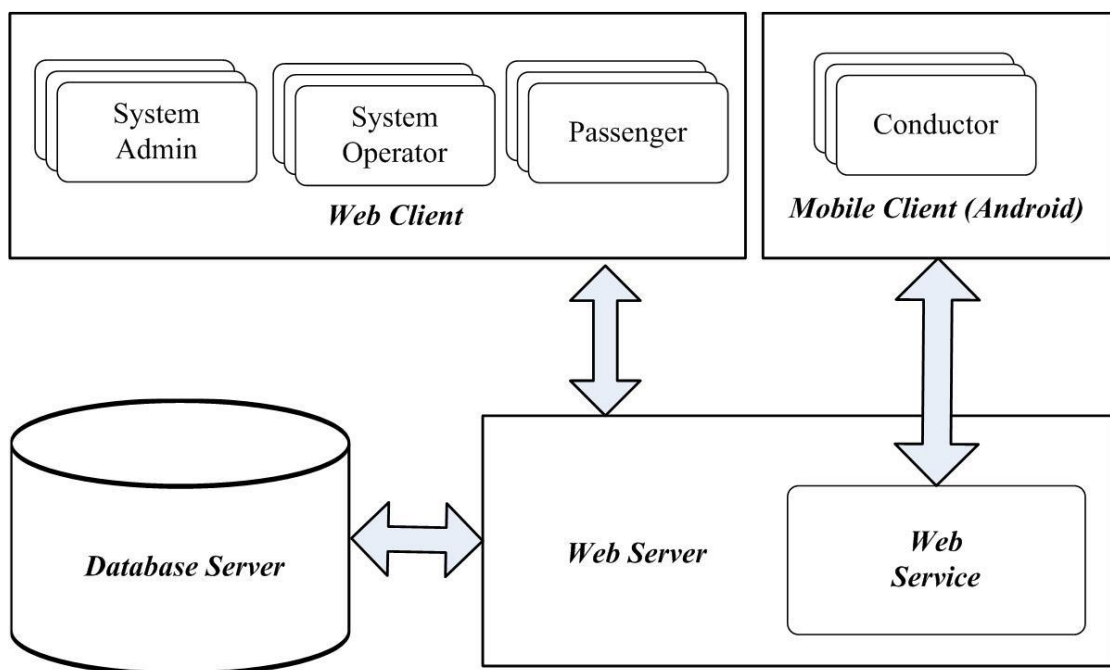 System
Admin
System
Operator
Passenger
Web Client
Conductor
Mobile Client (Android)
Database Server
Web Server
Web
Service